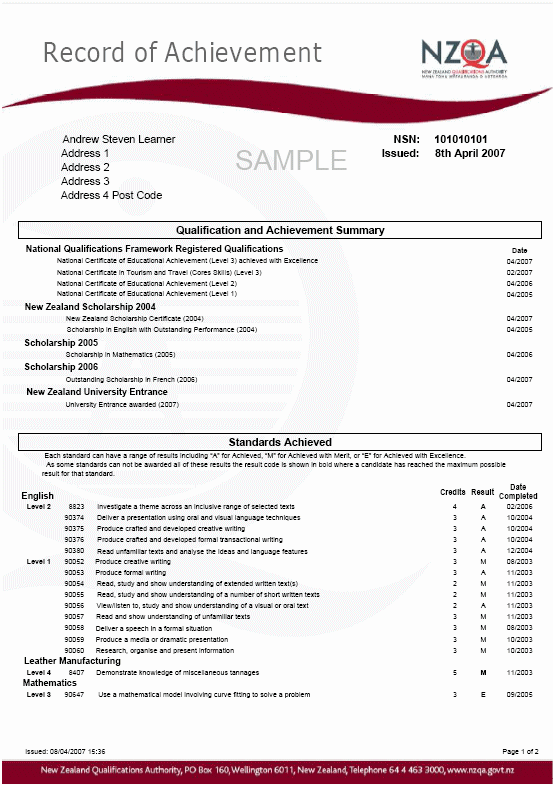 Record of Achievement
NZQA
NEW ZEALAND QUALIFICATIONS AUTHORITY
MANA TOHU MĀTAURANGA O AOTEAROA
Andrew Steven Learner
NSN: 101010101
Address 1
Issued: 8th April 2007
Address 2
SAMPLE
Address 3
Address 4 Post Code
Qualification and Achievement Summary
National Qualifications Framework Registered Qualifications Date
National Certificate of Educational Achievement (Level 3) achieved with Excellence 04/2007
National Certificate in Tourism and Travel (Cores Skills) (Level 3) 02/2007
National Certificate of Educational Achievement (Level 2) 04/2006
National Certificate of Educational Achievement (Level 1) 04/2005
New Zealand Scholarship 2004
New Zealand Scholarship Certificate (2004) 04/2007
Scholarship in English with Outstanding Performance (2004) 04/2005
Scholarship 2005
Scholarship in Mathematics (2005) 04/2006
Scholarship 2006
Outstanding Scholarship in French (2006) 04/2007
New Zealand University Entrance
University Entrance awarded (2007) 04/2007
Standards Achieved
Each standard can have a range of results including "A" for Achieved, "M" for Achieved with Merit, or "E" for Achieved with Excellence.
As some standards can not be awarded all of these results the result code is shown in bold where a candidate has reached the maximum possible
result for that standard.
English Credits Result Date Completed
Level 2 8823 Investigate a theme across an inclusive range of selected texts 4 A 02/2006
90374 Deliver a presentation using oral and visual language techniques 3 A 10/2004
90375 Produce crafted and developed creative writing 3 A 10/2004
90376 Produce crafted and developed formal transactional writing 3 A 10/2004
90380 Read unfamiliar texts and analyse the ideas and language features 3 A 12/2004
Level 1 90052 Produce creative writing 3 M 08/2003
90053 Produce formal writing 3 A 11/2003
90054 Read, study and show understanding of extended written text(s) 2 M 11/2003
90055 Read, study and show understanding of a number of short written texts 2 M 11/2003
90056 View/listen to, study and show understanding of a visual or oral text 2 A 11/2003
90057 Read and show understanding of unfamiliar texts 3 M 11/2003
90058 Deliver a speech in a formal situation 3 M 08/2003
90059 Produce a media or dramatic presentation 3 M 10/2003
90060 Research, organise and present information 3 M 10/2003
Leather Manufacturing
Level 4 8407 Demonstrate knowledge of miscellaneous tannages 5 M 11/2003
Mathematics
Level 3 90647 Use a mathematical model involving curve fitting to solve a problem 3 E 09/2005
Issued: 08/04/2007 15:36 Page 1 of 2
New Zealand Qualifications Authority, PO Box 160, Wellington 6011, New Zealand, Telephone 64 4 463 3000, www.nzqa.govt.nz